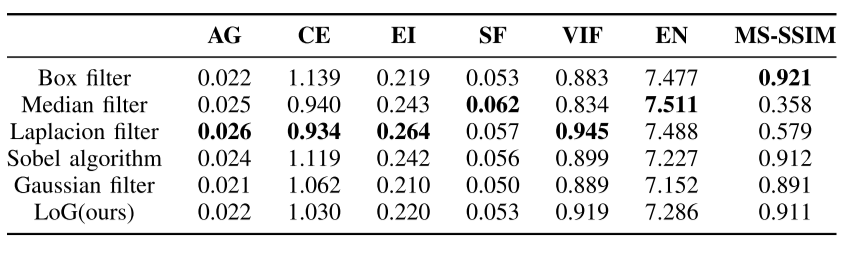 AG CE EI SF VIF EN MS-SSIM
Box filter 0.022 1.139 0.219 0.053 0.883 7.477 0.921
Median filter 0.025 0.940 0.243 0.062 0.834 7.511 0.358
Laplacion filter 0.026 0.934 0.264 0.057 0.945 7.488 0.579
Sobel algorithm 0.024 1.119 0.242 0.056 0.899 7.227 0.912
Gaussian filter 0.021 1.062 0.210 0.050 0.889 7.152 0.891
LoG(ours) 0.022 1.030 0.220 0.053 0.919 7.286 0.911